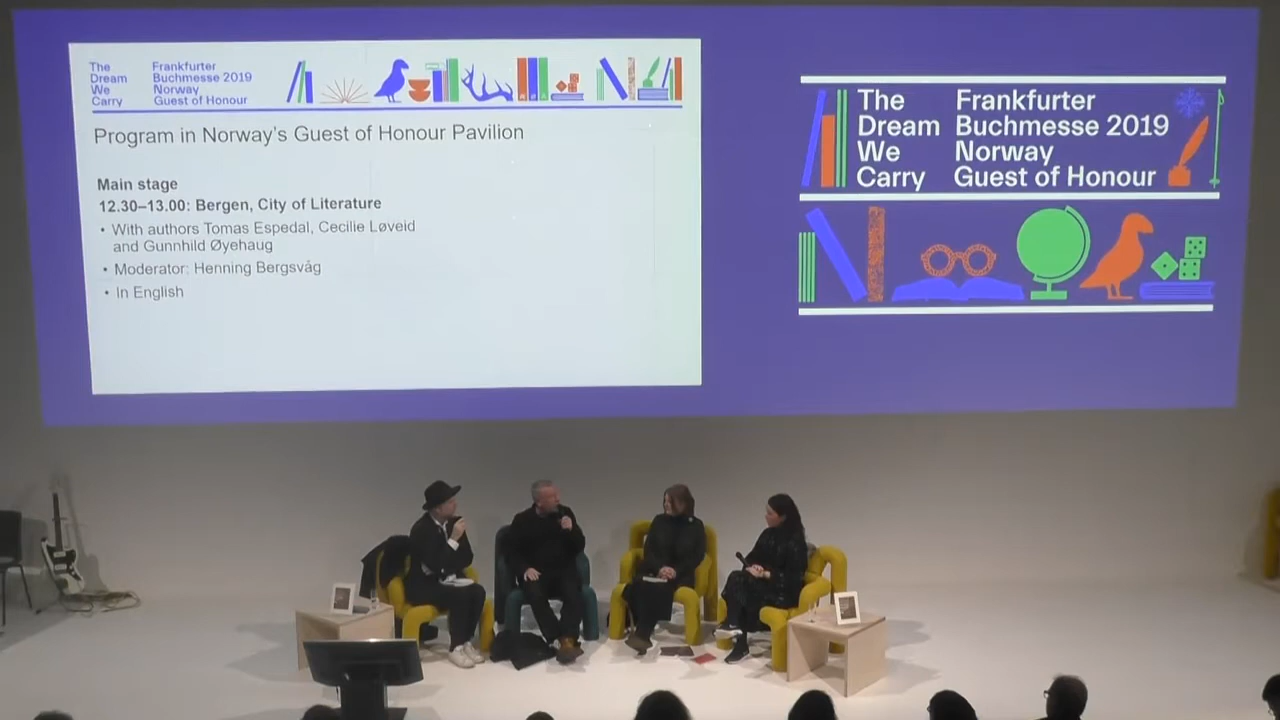 The
Dream
We
Carry
Frankfurter
Buchmesse 2019
Norway
Guest of Honour
Program in Norway's Guest of Honour Pavilion
Main stage
12.30–13.00: Bergen, City of Literature
• With authors Tomas Espedal, Cecilie Løveid
and Gunnhild Øyehaug
• Moderator: Henning Bergsvåg
• In English
The
Dream
We
Carry
Frankfurter
Buchmesse 2019
Norway
Guest of Honour